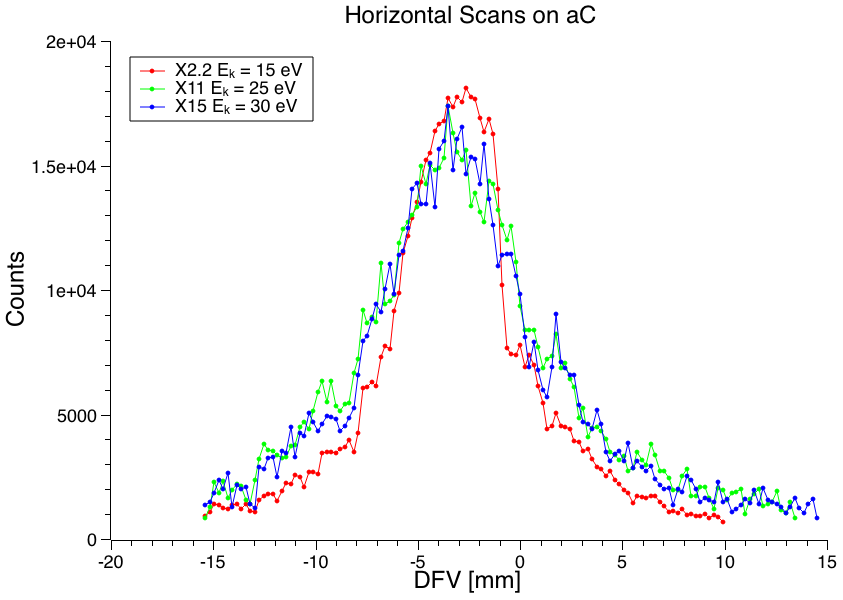 Horizontal Scans on aC
2e+04
X2.2 Eₖ = 15 eV
X11 Eₖ = 25 eV
X15 Eₖ = 30 eV
1.5e+04
Counts
1e+04
5000
0
-20 -15 -10 -5 0 5 10 15
DFV [mm]